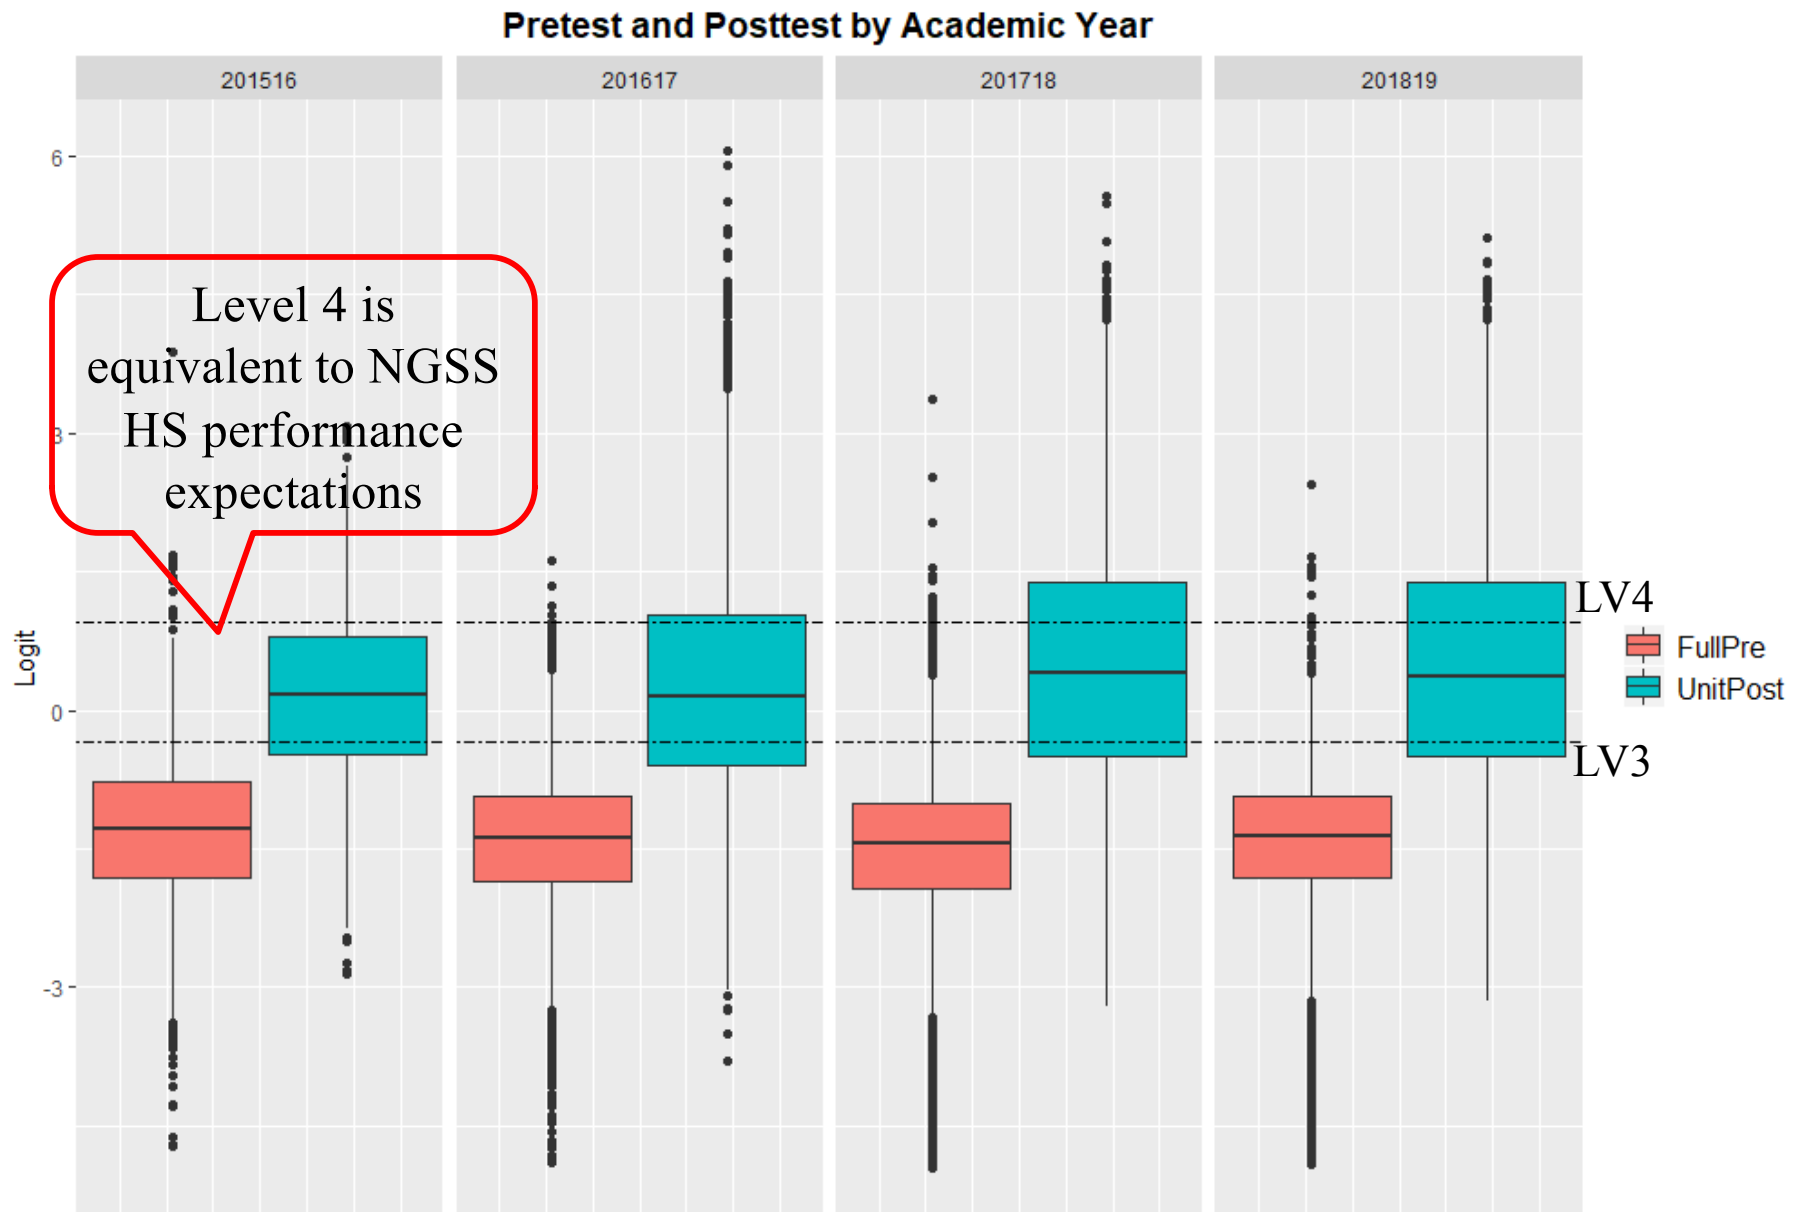 Pretest and Posttest by Academic Year
201516
201617
201718
201819
6
3
0
-3
Logit
Level 4 is
equivalent to NGSS
HS performance
expectations
LV4
FullPre
UnitPost
LV3